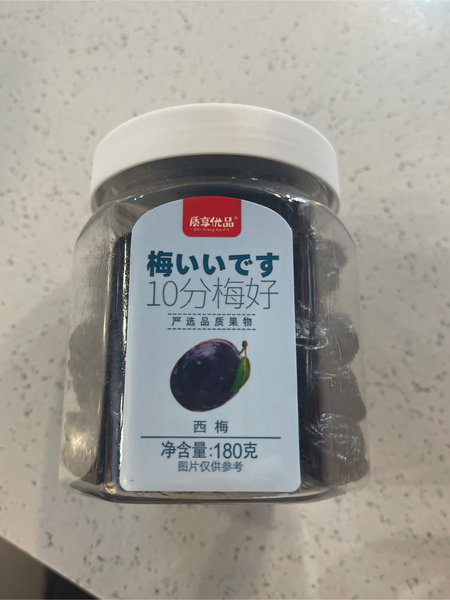 质享优品®
梅いいです
10分梅好
严选品质果物
西梅
净含量:180克
图片仅供参考